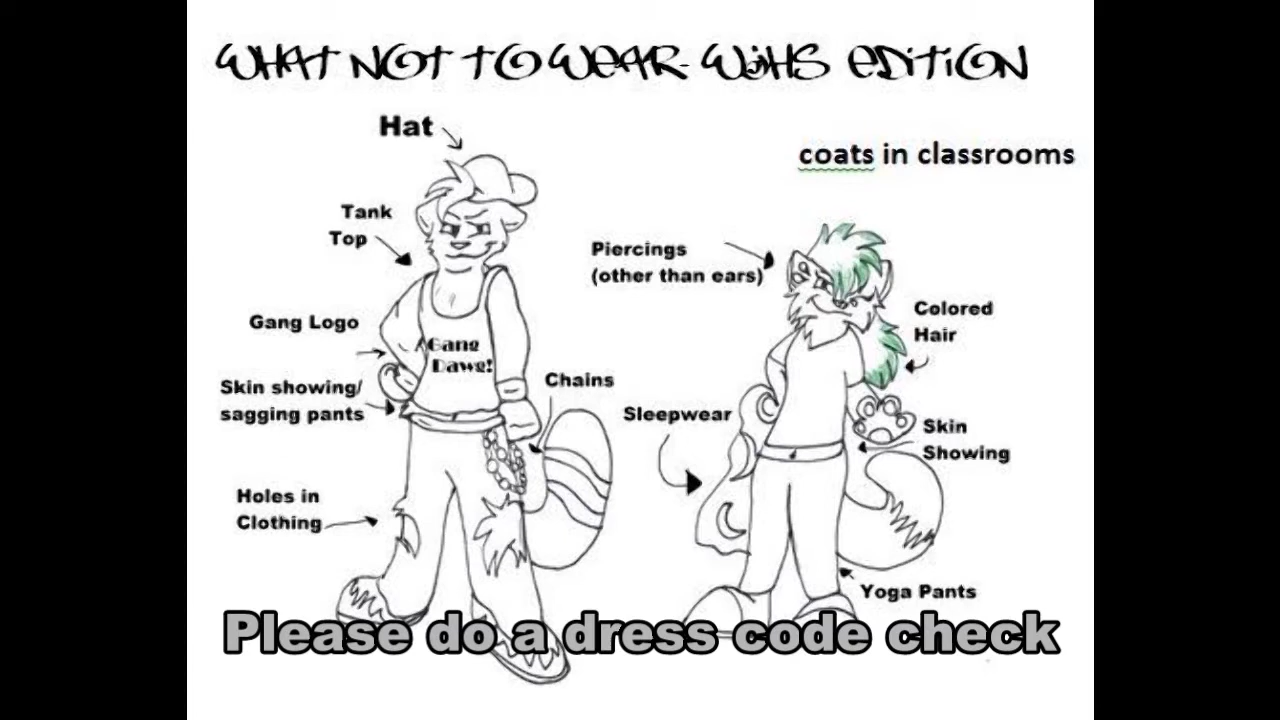 WHAT NOT TO WEAR- WJHS EDITION
Hat
coats in classrooms
Tank
Top
Piercings
(other than ears)
Colored
Hair
Gang Logo
Gang
Dawg!
Skin showing/
sagging pants
Chains
Sleepwear
Skin
Showing
Holes in
Clothing
Yoga Pants
Please do a dress code check